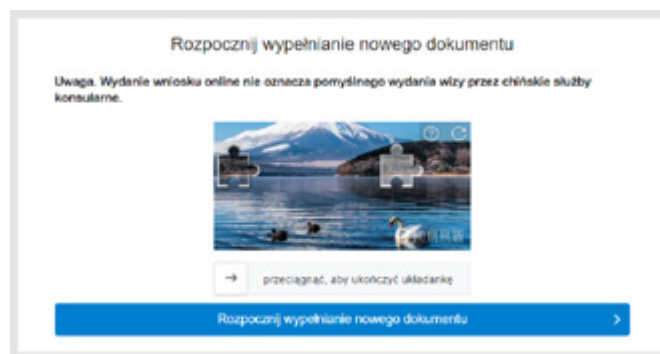 Rozpocznij wypełnianie nowego dokumentu
Uwaga. Wydanie wniosku online nie oznacza pomyślnego wydania wizy przez chińskie służby
konsularne.
przeciągnąć, aby ukończyć układankę
Rozpocznij wypełnianie nowego dokumentu